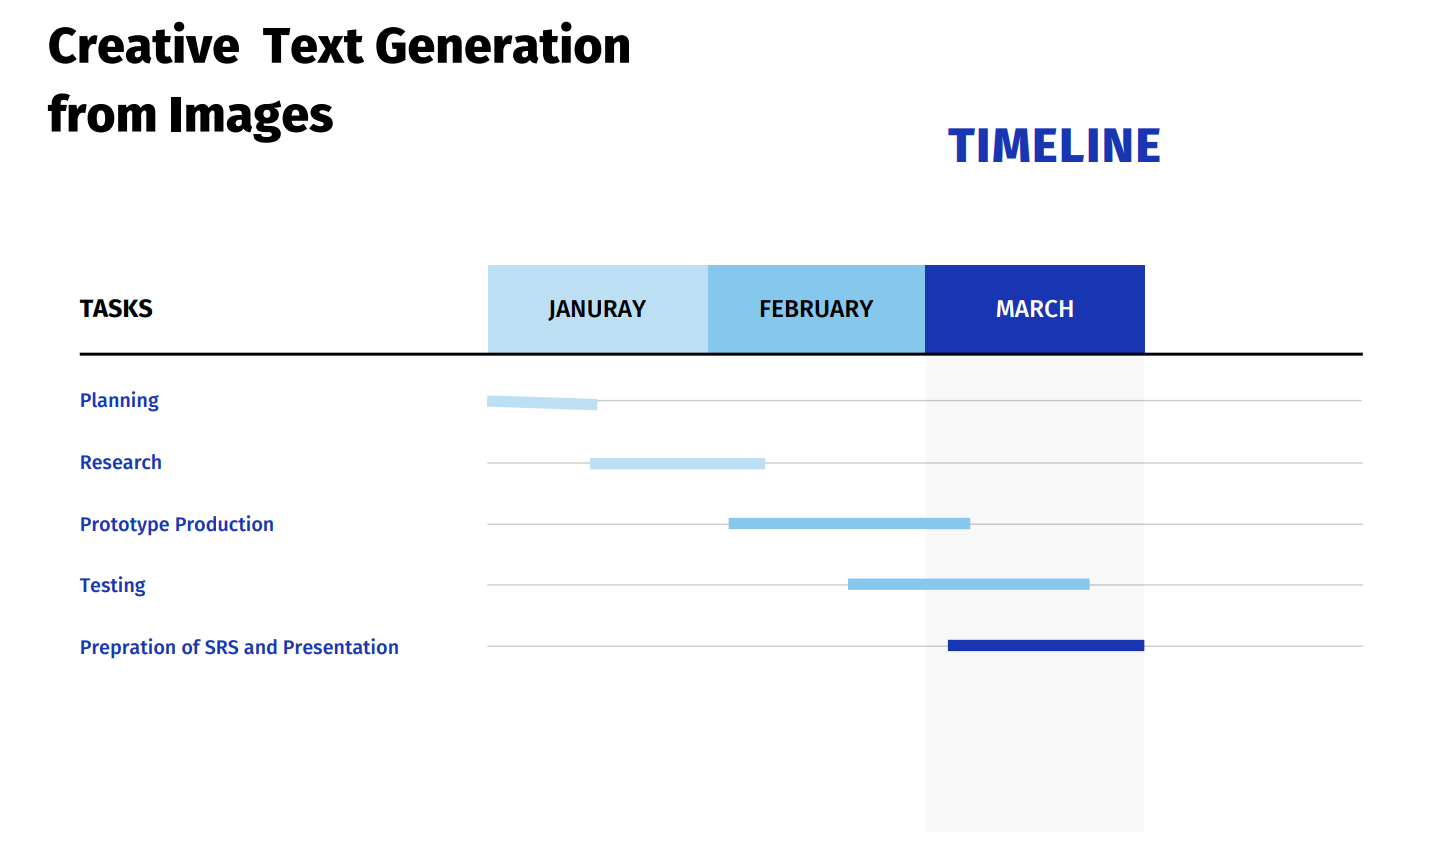 Creative Text Generation
from Images
TIMELINE
TASKS
JANURAY
FEBRUARY
MARCH
Planning
Research
Prototype Production
Testing
Prepration of SRS and Presentation